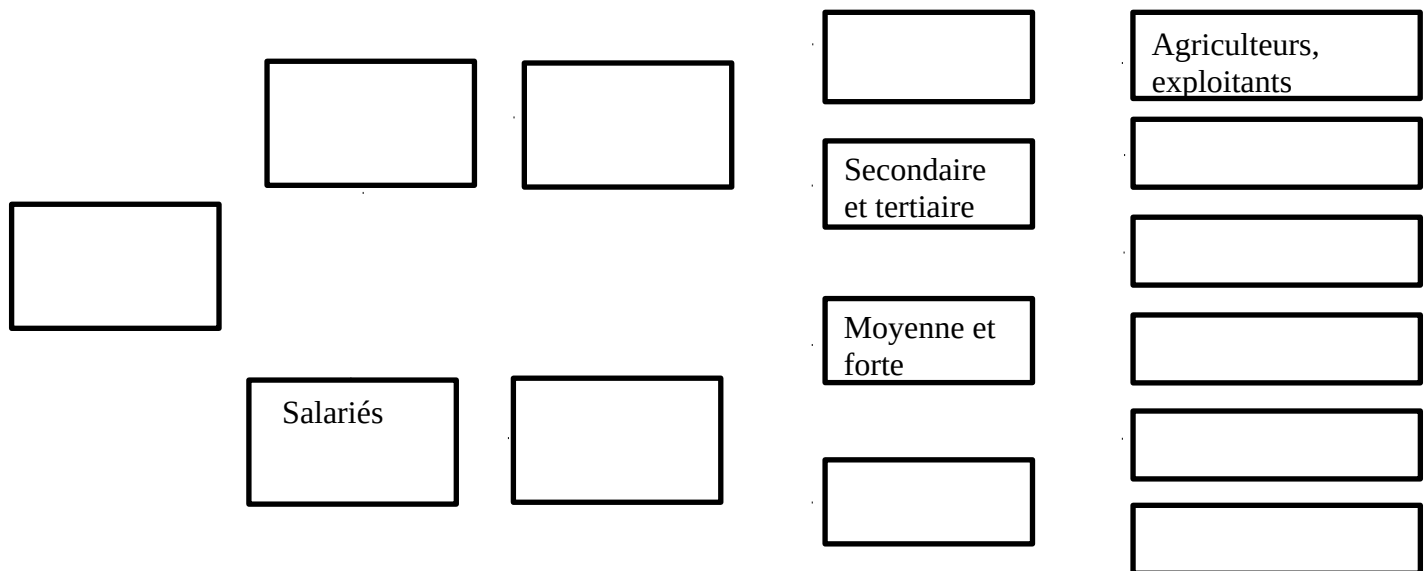 Agriculteurs,
exploitants
Secondaire
et tertiaire
Moyenne et
forte
Salariés